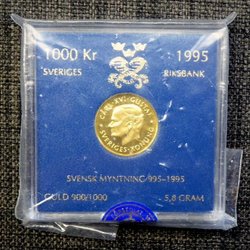 1000 Kr 1995
SVERIGES RIKSBANK
CARL XVI GUSTAF
SVERIGES KONUNG
SVENSK MYNTNING 995-1995
GULD 900/1000 5,8 GRAM